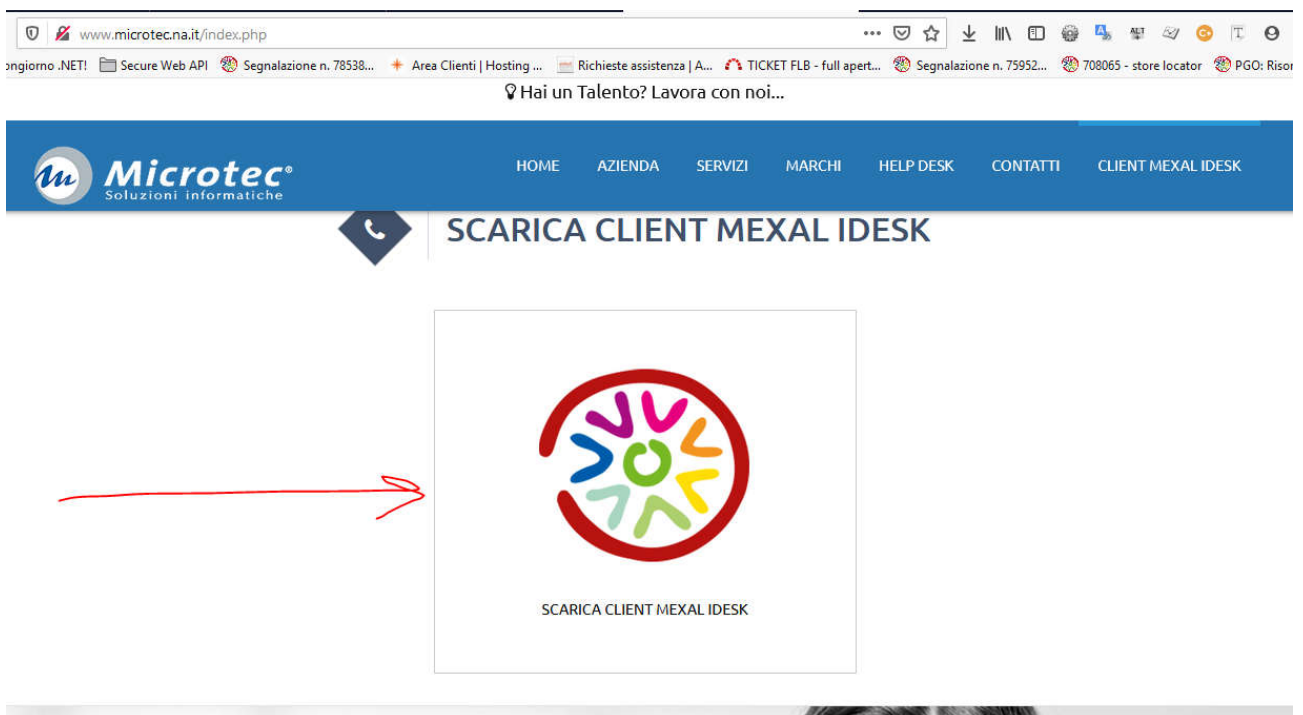 www.microtec.na.it/index.php
ongiorno .NET! Secure Web API Segnalazione n. 78538... Area Clienti | Hosting ... Richieste assistenza | A... TICKET FLB - full apert... Segnalazione n. 75952... 708065 - store locator PGO: Risor
Hai un Talento? Lavora con noi...
Microtec®
Soluzioni informatiche
HOME AZIENDA SERVIZI MARCHI HELP DESK CONTATTI CLIENT MEXAL IDESK
SCARICA CLIENT MEXAL IDESK
SCARICA CLIENT MEXAL IDESK